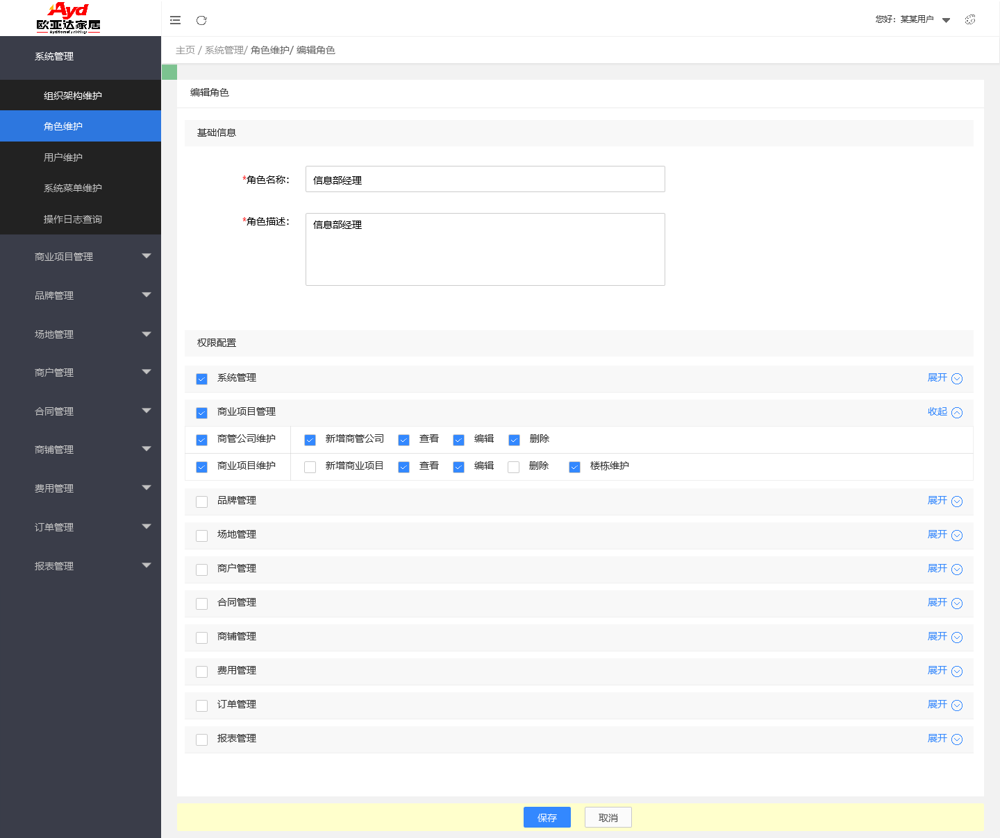 Ayd
欧亚达家居
AydHomeFurnishings
您好：某某用户
主页 / 系统管理/ 角色维护/ 编辑角色
系统管理
组织架构维护
角色维护
用户维护
系统菜单维护
操作日志查询
商业项目管理
品牌管理
场地管理
商户管理
合同管理
商铺管理
费用管理
订单管理
报表管理
编辑角色
基础信息
*角色名称： 信息部经理
*角色描述： 信息部经理
权限配置
系统管理 展开
商业项目管理 收起
商管公司维护 新增商管公司 查看 编辑 删除
商业项目维护 新增商业项目 查看 编辑 删除 楼栋维护
品牌管理 展开
场地管理 展开
商户管理 展开
合同管理 展开
商铺管理 展开
费用管理 展开
订单管理 展开
报表管理 展开
保存 取消